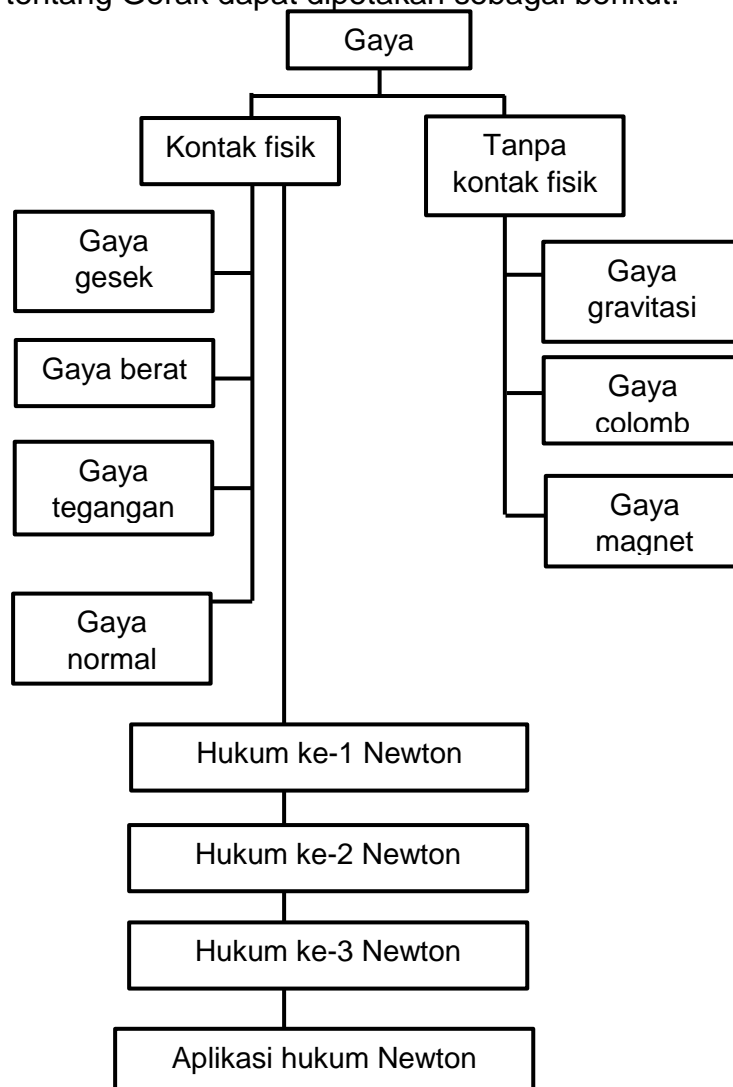 tentang Gerak dapat dipetakan sebagai berikut:
Gaya
Kontak fisik
Tanpa
kontak fisik
Gaya
gesek
Gaya berat
Gaya
tegangan
Gaya
normal
Gaya
gravitasi
Gaya
colomb
Gaya
magnet
Hukum ke-1 Newton
Hukum ke-2 Newton
Hukum ke-3 Newton
Aplikasi hukum Newton